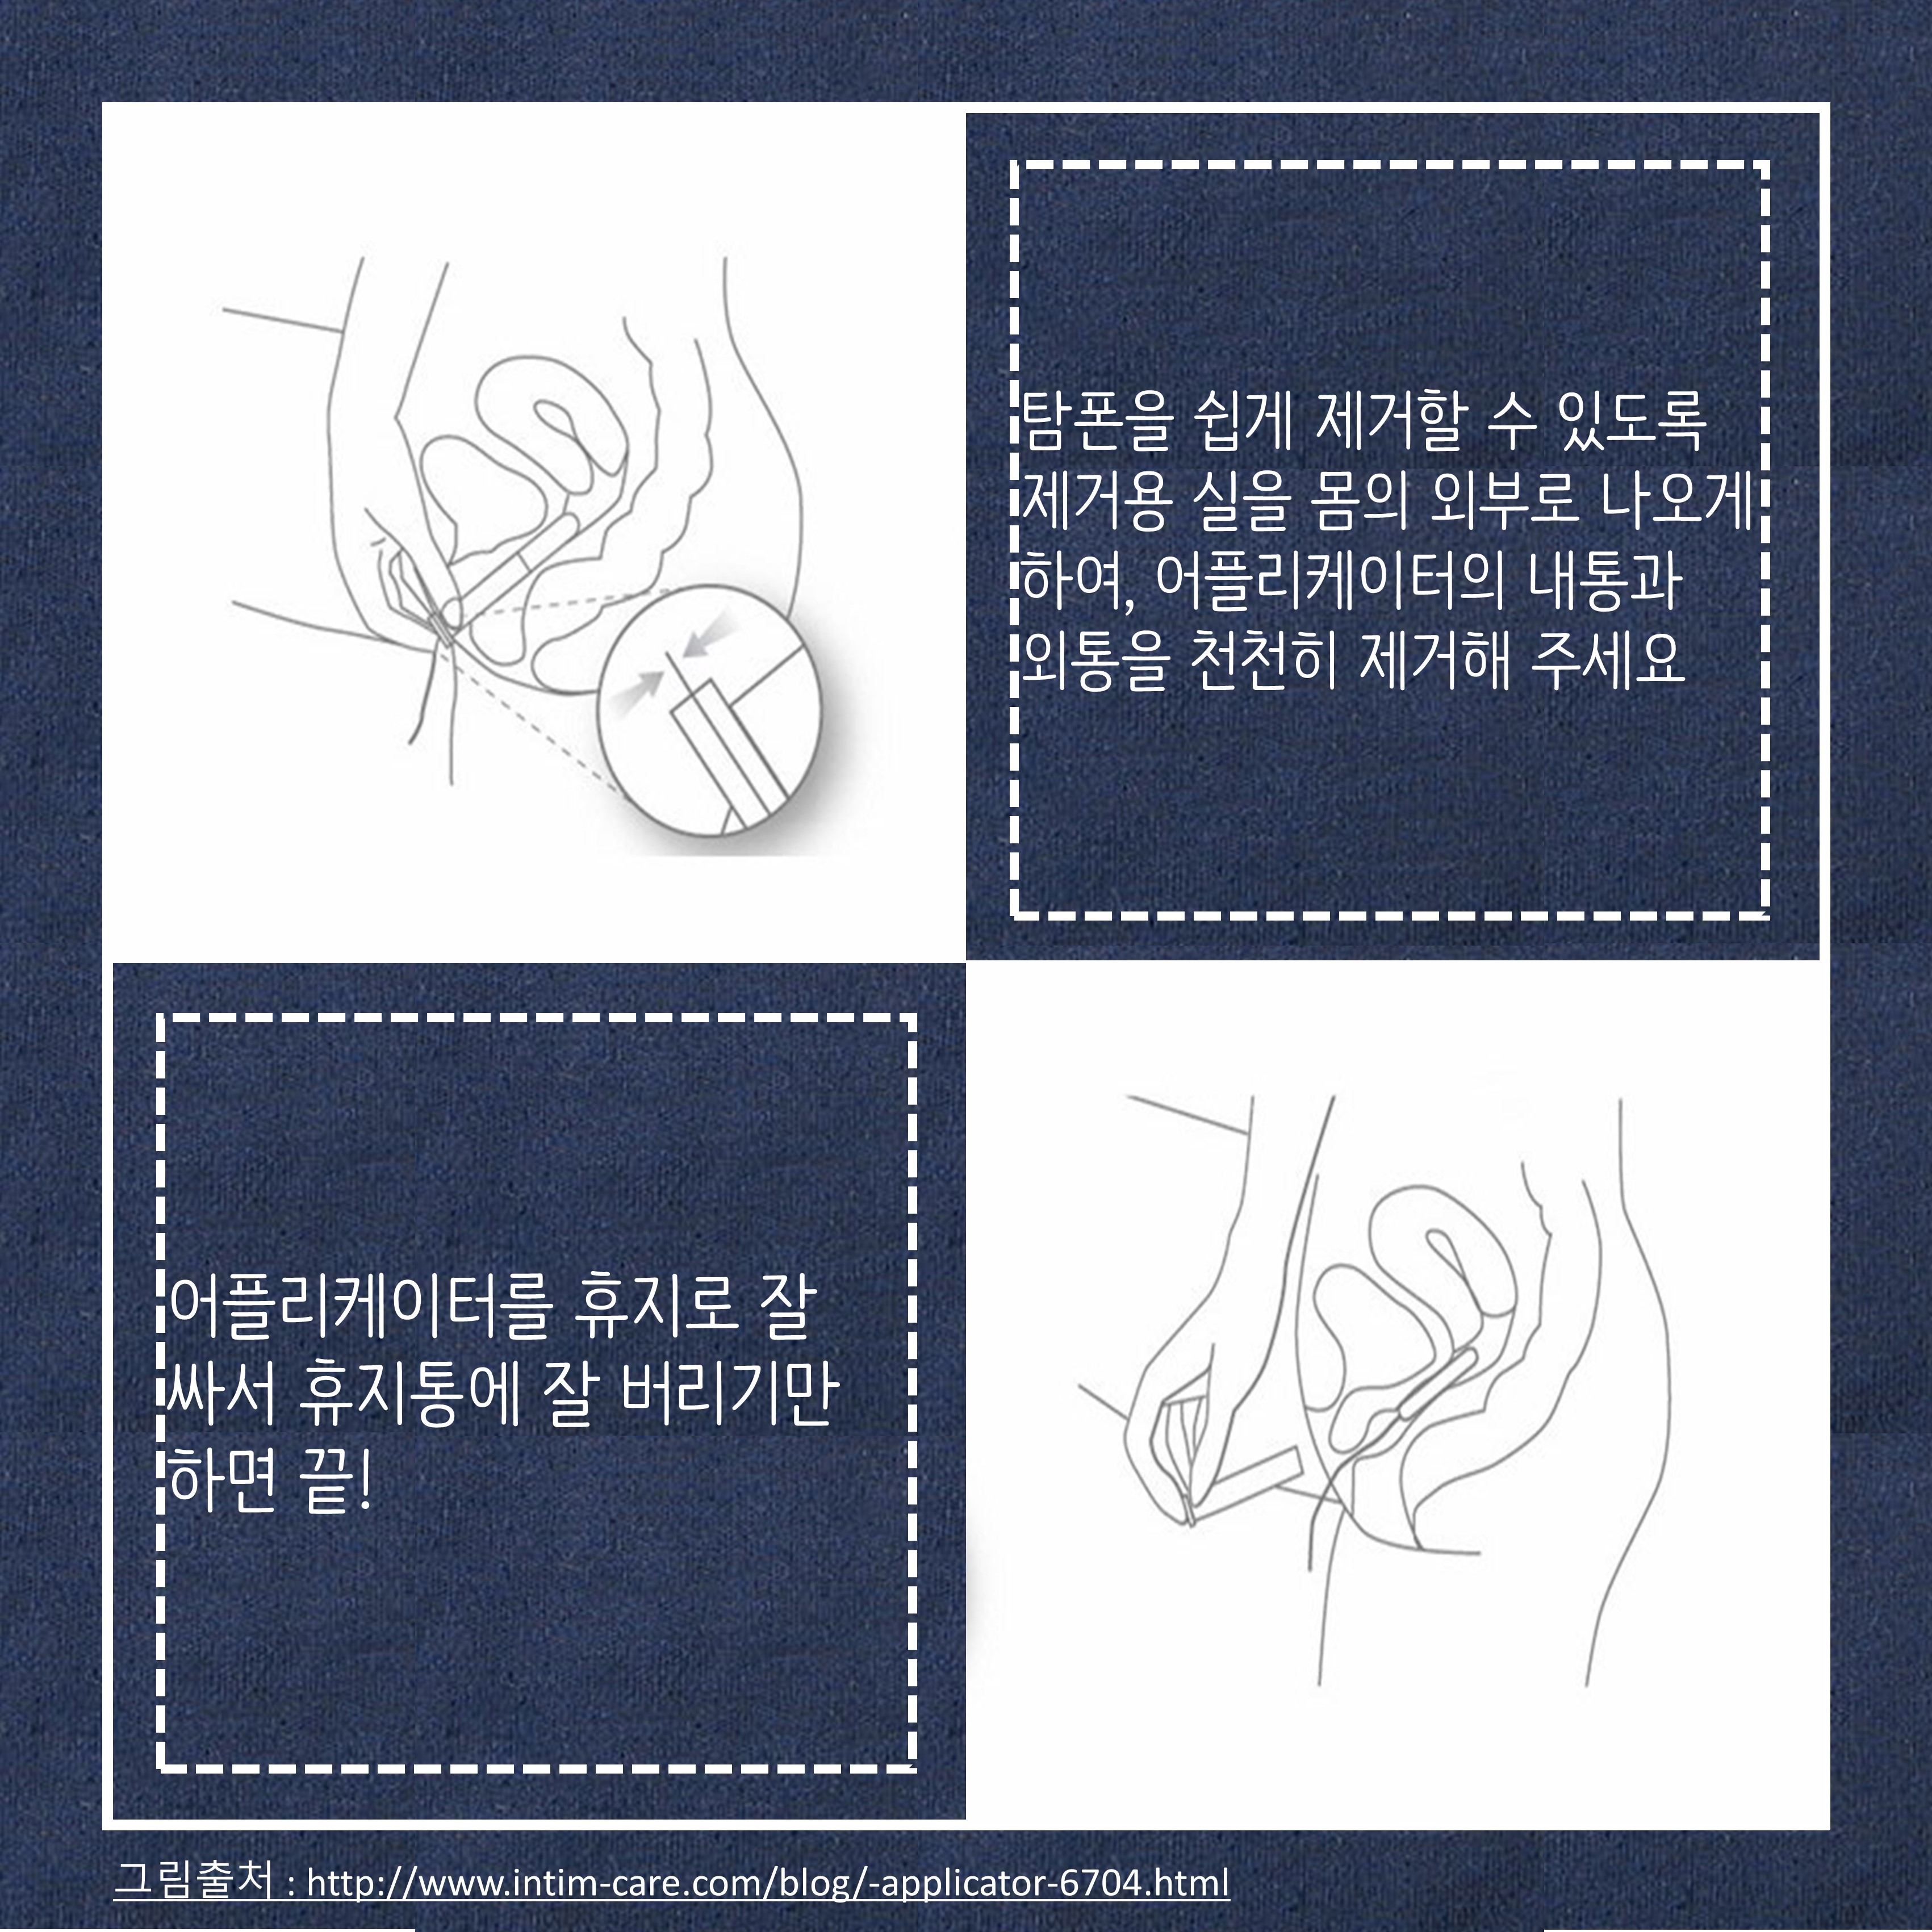 탐폰을 쉽게 제거할 수 있도록
제거용 실을 몸의 외부로 나오게
하여, 어플리케이터의 내통과
외통을 천천히 제거해 주세요
어플리케이터를 휴지로 잘
싸서 휴지통에 잘 버리기만
하면 끝!
그림출처 : http://www.intim-care.com/blog/-applicator-6704.html